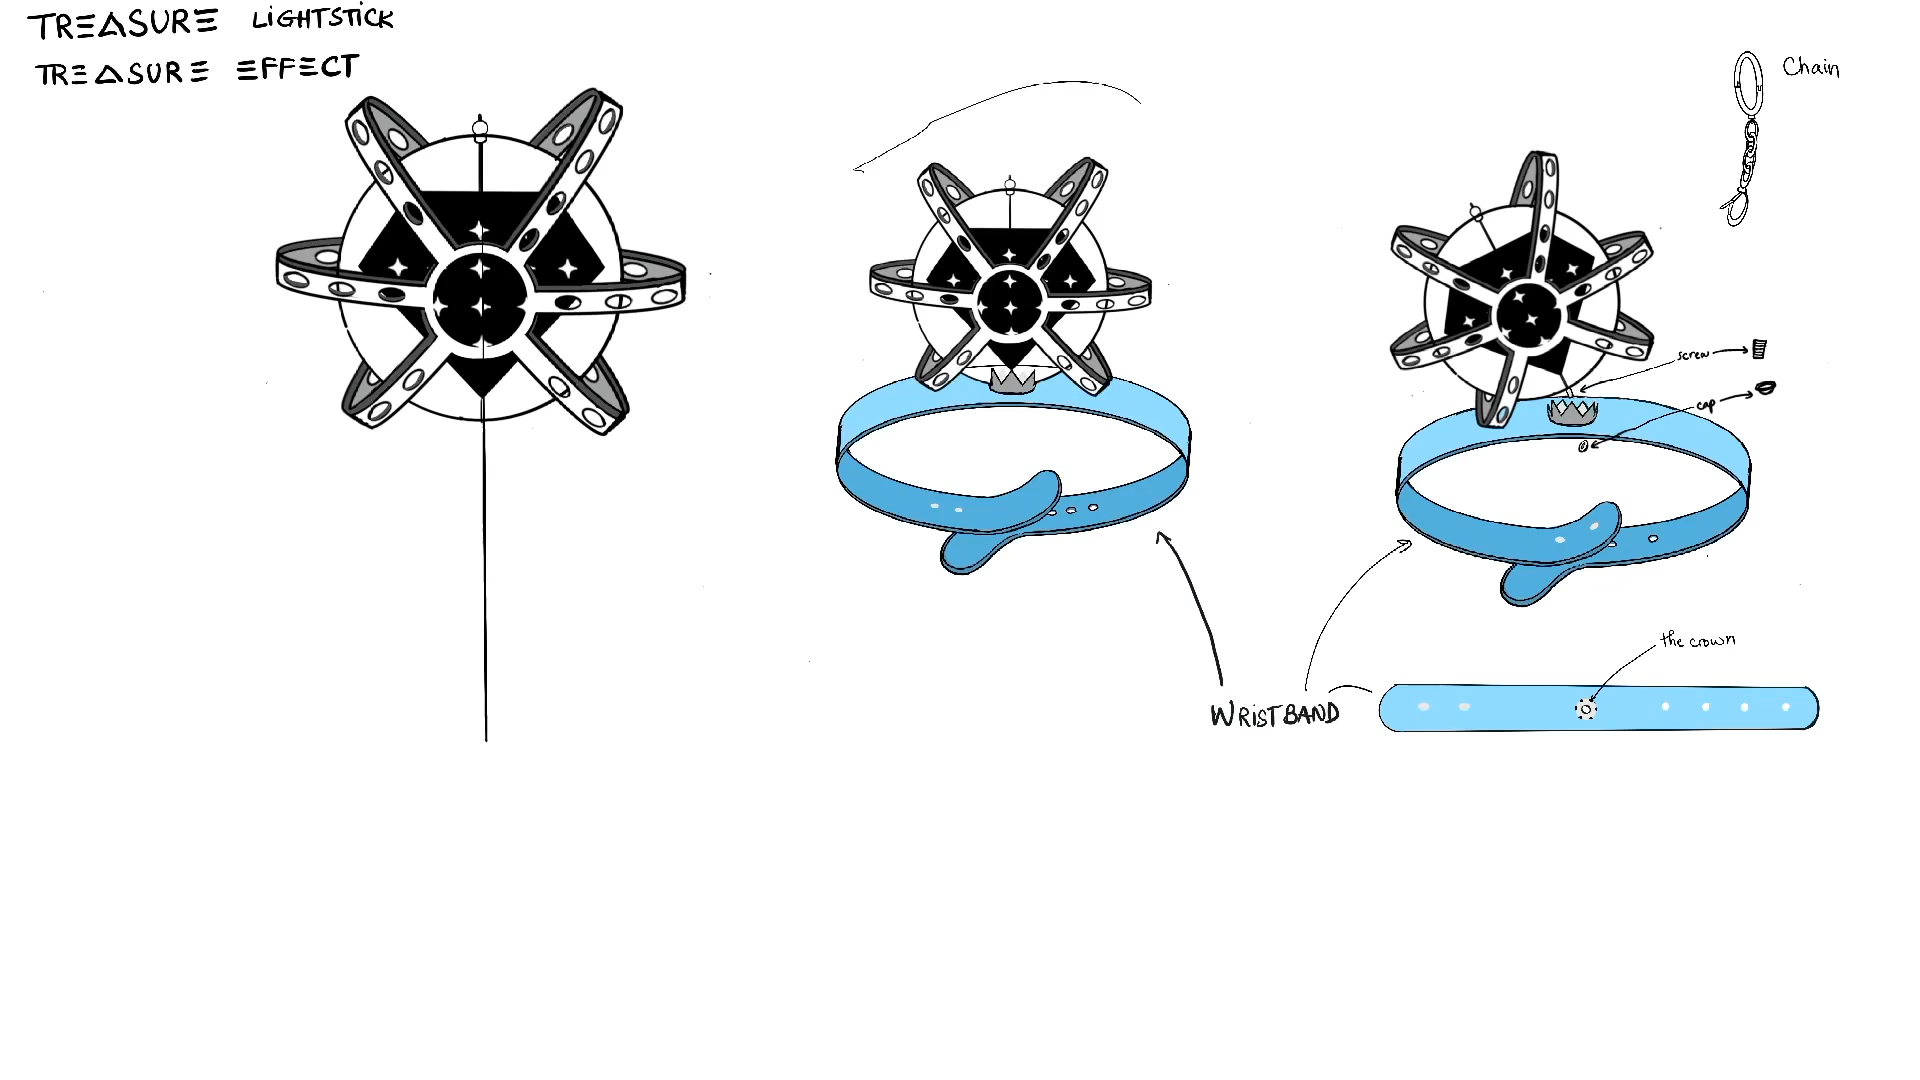 TREASURE LiGHTSTiCK
TREASURE EFFECT
Chain
screw
cap
the crown
WRiSTBAND